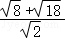 (√8 + √18) / √2